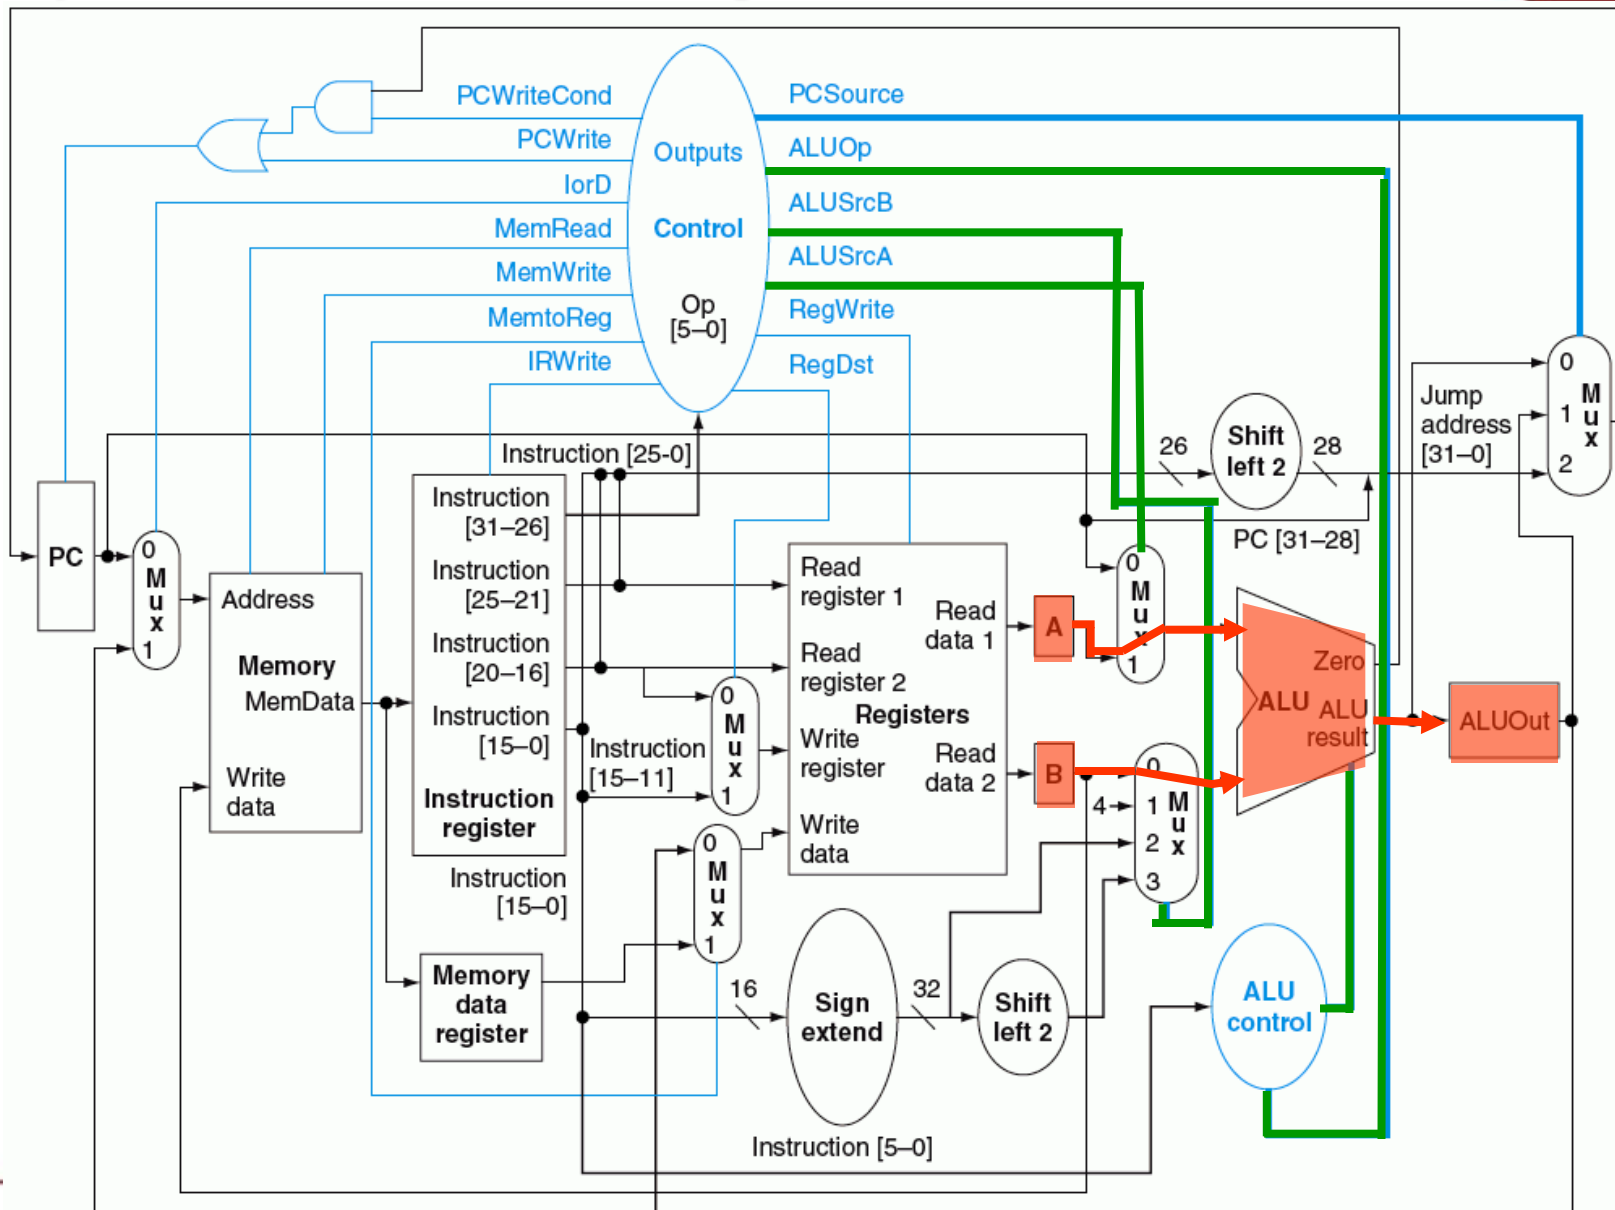 PCWriteCond
PCWrite
IorD
MemRead
MemWrite
MemtoReg
IRWrite
Outputs
Control
Op
[5–0]
PCSource
ALUOp
ALUSrcB
ALUSrcA
RegWrite
RegDst
PC
0
M
u
x
1
Address
Memory
MemData
Write
data
Instruction [25-0]
Instruction
[31–26]
Instruction
[25–21]
Instruction
[20–16]
Instruction
[15–0]
Instruction
register
Instruction
[15–0]
Instruction
[15–11]
0
M
u
x
1
0
M
u
x
1
Memory
data
register
Read
register 1
Read
register 2
Registers
Write
register
Write
data
Read
data 1
Read
data 2
16
Sign
extend
32
Shift
left 2
Instruction [5–0]
A
B
0
M
u
x
1
4
0
1
2
3
M
u
x
26
Shift
left 2
28
PC [31–28]
Jump
address
[31–0]
0
1
2
M
u
x
Zero
ALU
ALU
result
ALUOut
ALU
control